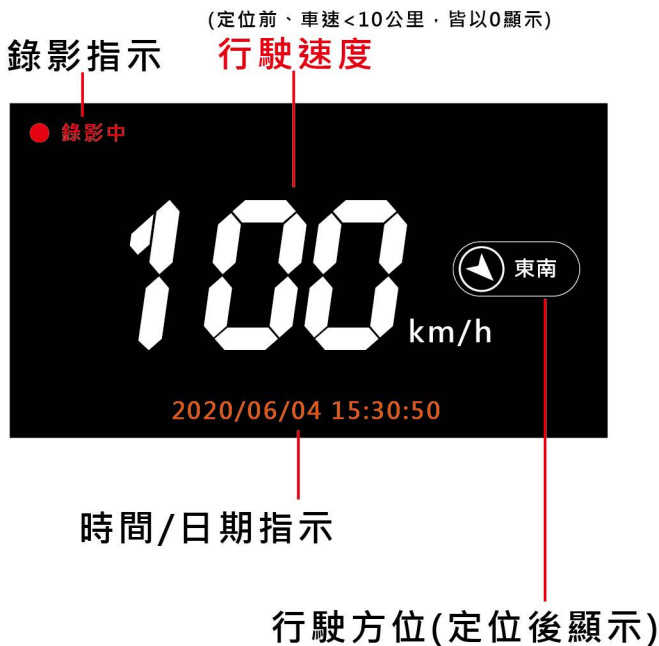 (定位前、車速<10公里，皆以0顯示)
錄影指示
行駛速度
錄影中
100
km/h
東南
2020/06/04 15:30:50
時間/日期指示
行駛方位(定位後顯示)